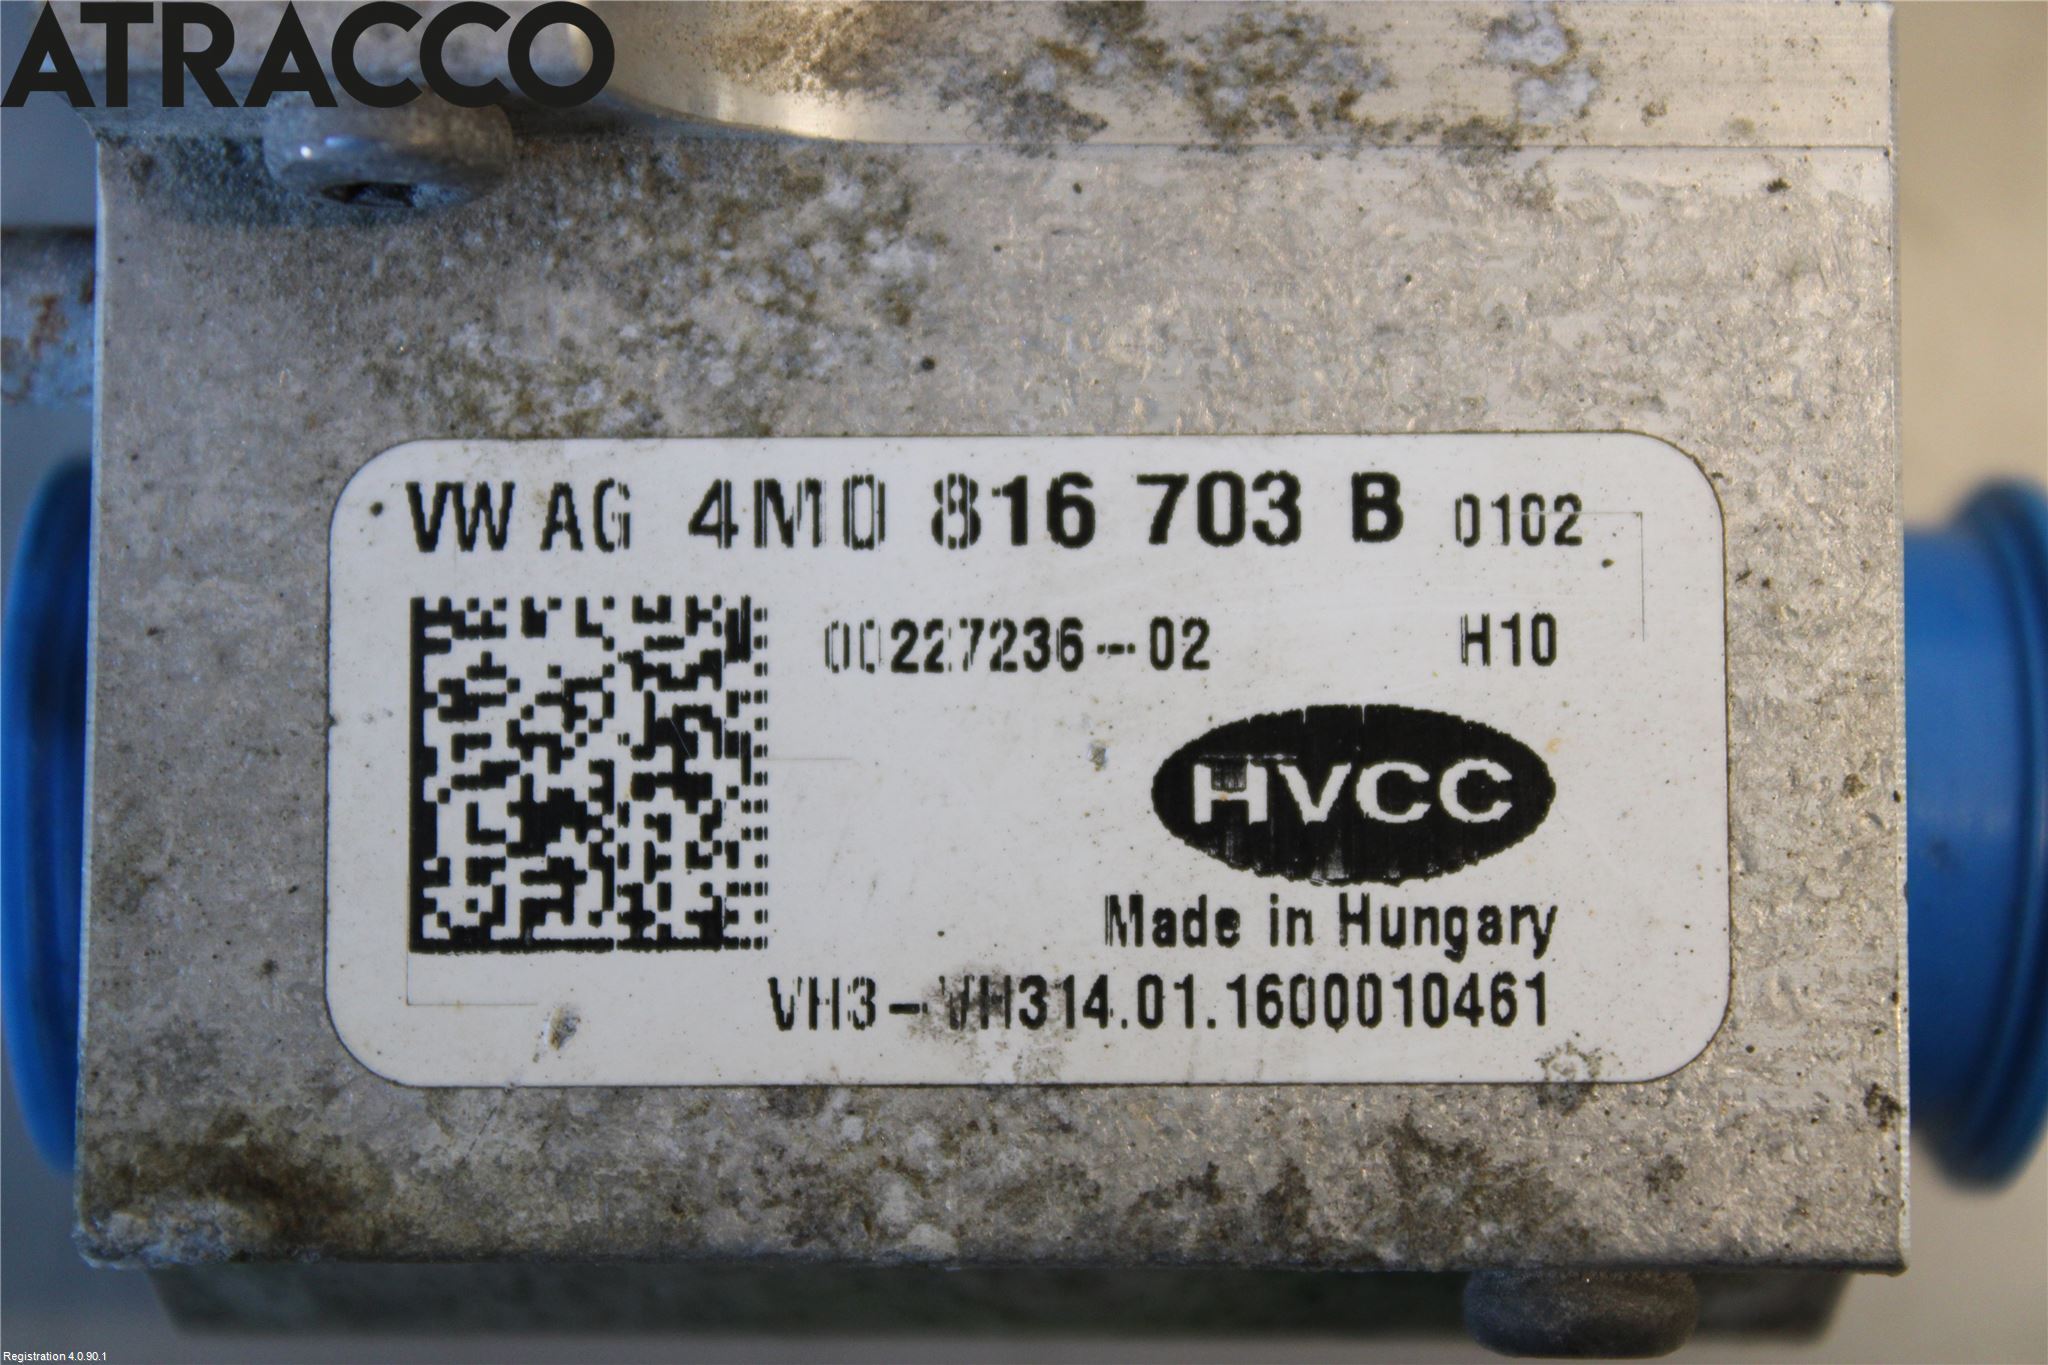 ATRACCO
VW AG 4M0 816 703 B 0102
00227236-02 H10
HVCC
Made in Hungary
VH3-VH314.01.1600010461
Registration 4.0.90.1